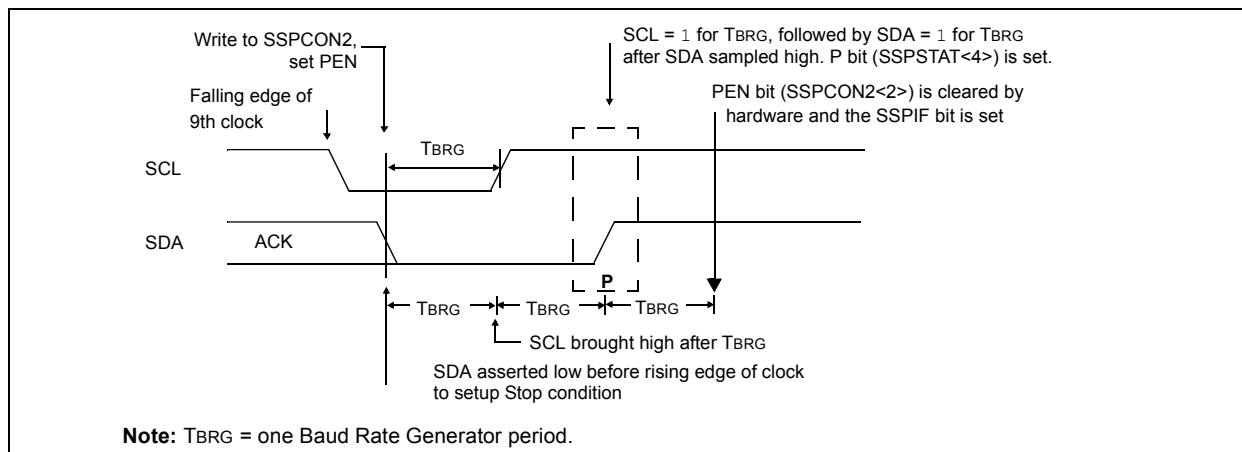 Write to SSPCON2,
set PEN
SCL = 1 for TBRG, followed by SDA = 1 for TBRG
after SDA sampled high. P bit (SSPSTAT<4>) is set.
Falling edge of
9th clock
PEN bit (SSPCON2<2>) is cleared by
hardware and the SSPIF bit is set
TBRG
SCL
SDA
ACK
P
TBRG
TBRG
TBRG
SCL brought high after TBRG
SDA asserted low before rising edge of clock
to setup Stop condition
Note: TBRG = one Baud Rate Generator period.